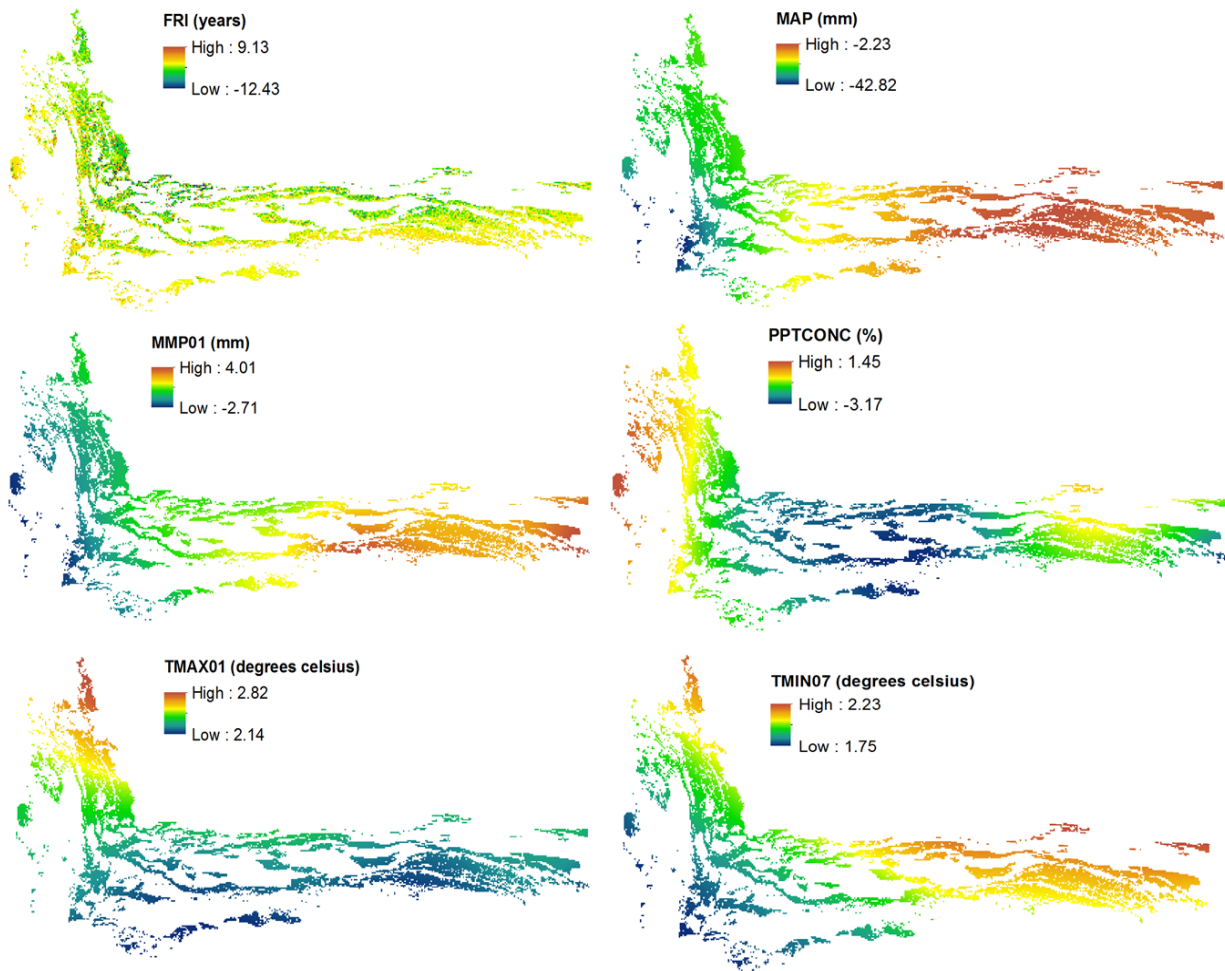 FRI (years)
High : 9.13
Low : -12.43
MAP (mm)
High : -2.23
Low : -42.82
MMP01 (mm)
High : 4.01
Low : -2.71
PPTCONC (%)
High : 1.45
Low : -3.17
TMAX01 (degrees celsius)
High : 2.82
Low : 2.14
TMIN07 (degrees celsius)
High : 2.23
Low : 1.75